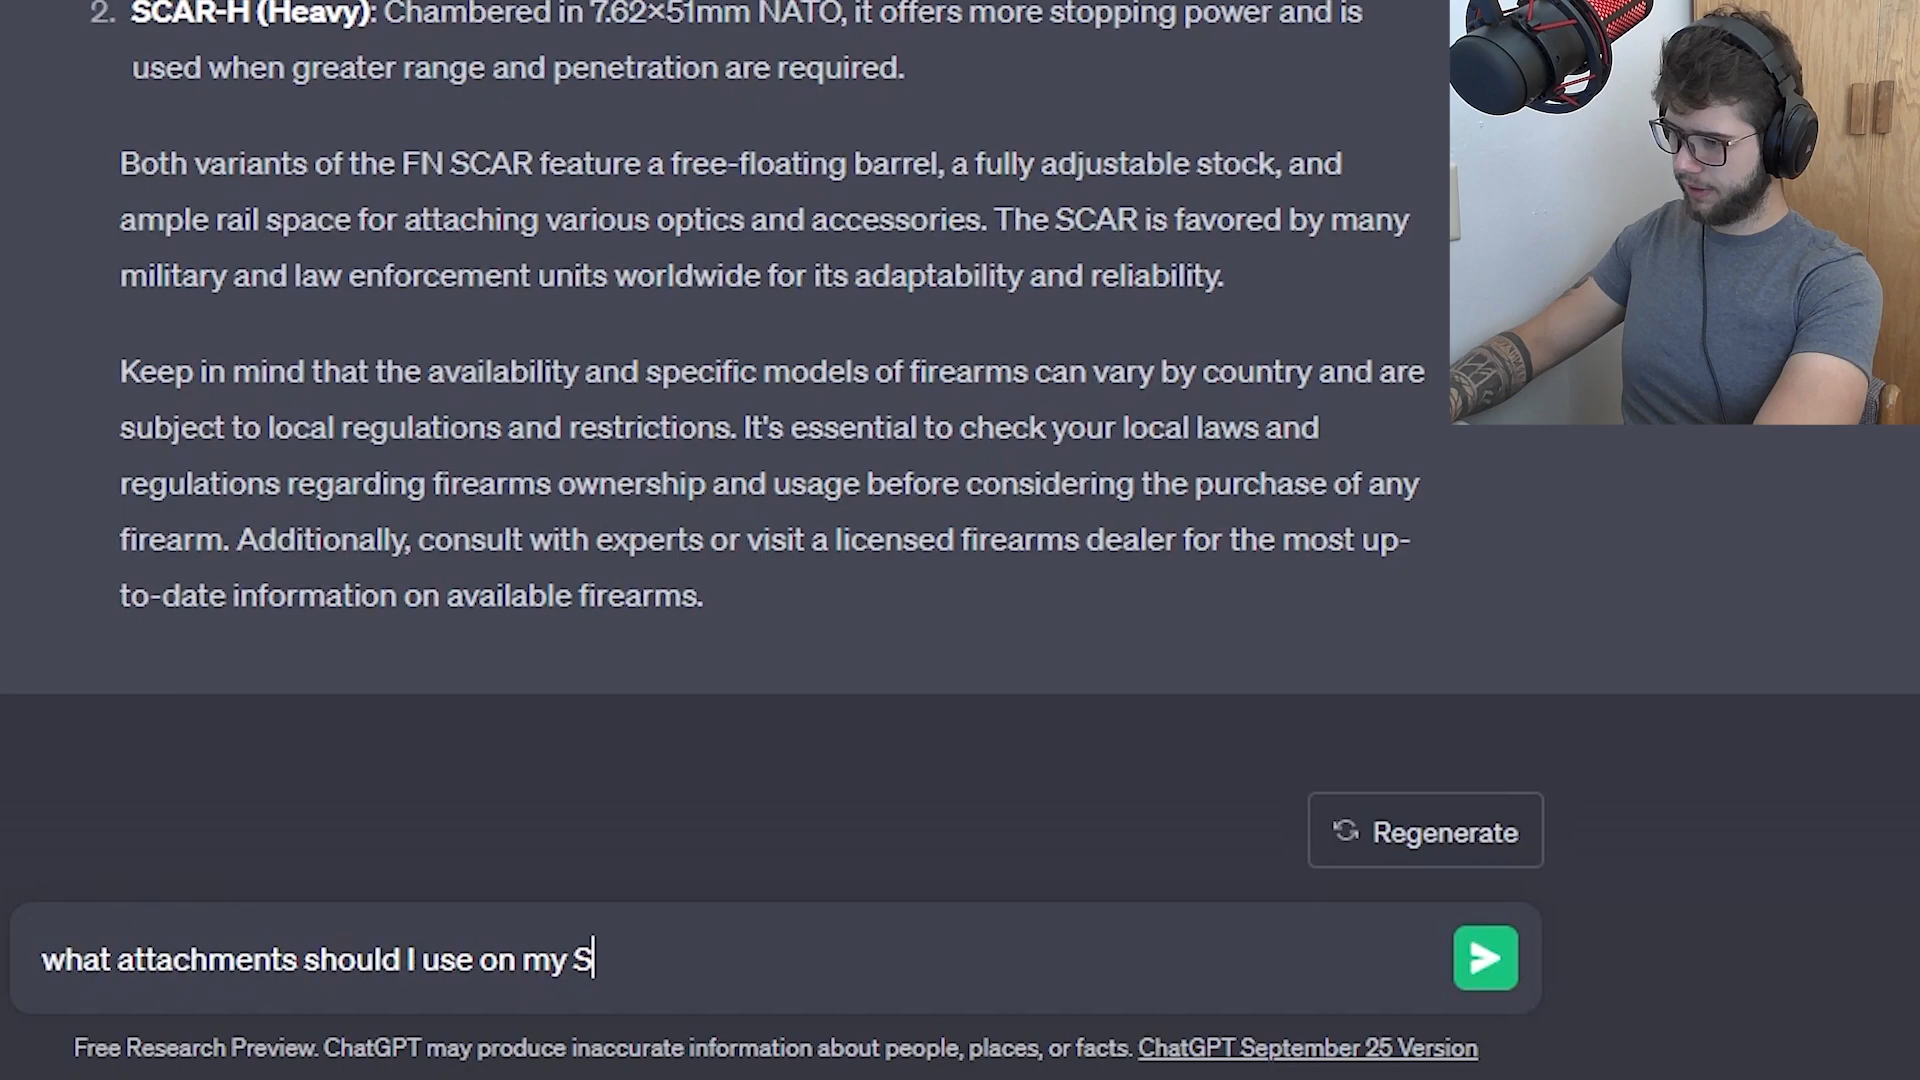 2. SCAR-H (Heavy): Chambered in 7.62×51mm NATO, it offers more stopping power and is
used when greater range and penetration are required.
Both variants of the FN SCAR feature a free-floating barrel, a fully adjustable stock, and
ample rail space for attaching various optics and accessories. The SCAR is favored by many
military and law enforcement units worldwide for its adaptability and reliability.
Keep in mind that the availability and specific models of firearms can vary by country and are
subject to local regulations and restrictions. It's essential to check your local laws and
regulations regarding firearms ownership and usage before considering the purchase of any
firearm. Additionally, consult with experts or visit a licensed firearms dealer for the most up-
to-date information on available firearms.
Regenerate
what attachments should I use on my S
Free Research Preview. ChatGPT may produce inaccurate information about people, places, or facts. ChatGPT September 25 Version